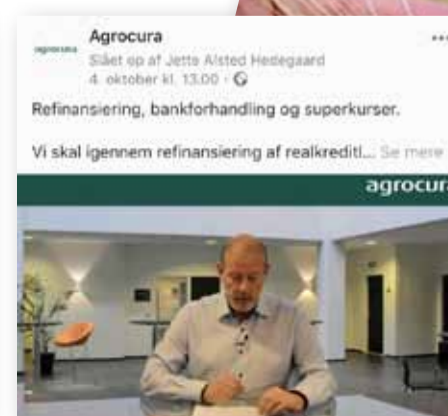 Agrocura
agrocura
Slået op af Jette Alsted Hedegaard
4. oktober kl. 13.00
Refinansiering, bankforhandling og superkurser.
Vi skal igennem refinansiering af realkreditl... Se mere
agrocura